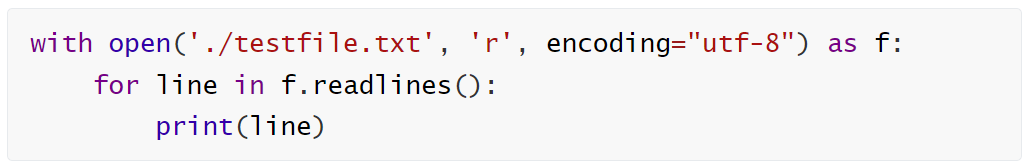 with open('./testfile.txt', 'r', encoding="utf-8") as f:
    for line in f.readlines():
        print(line)